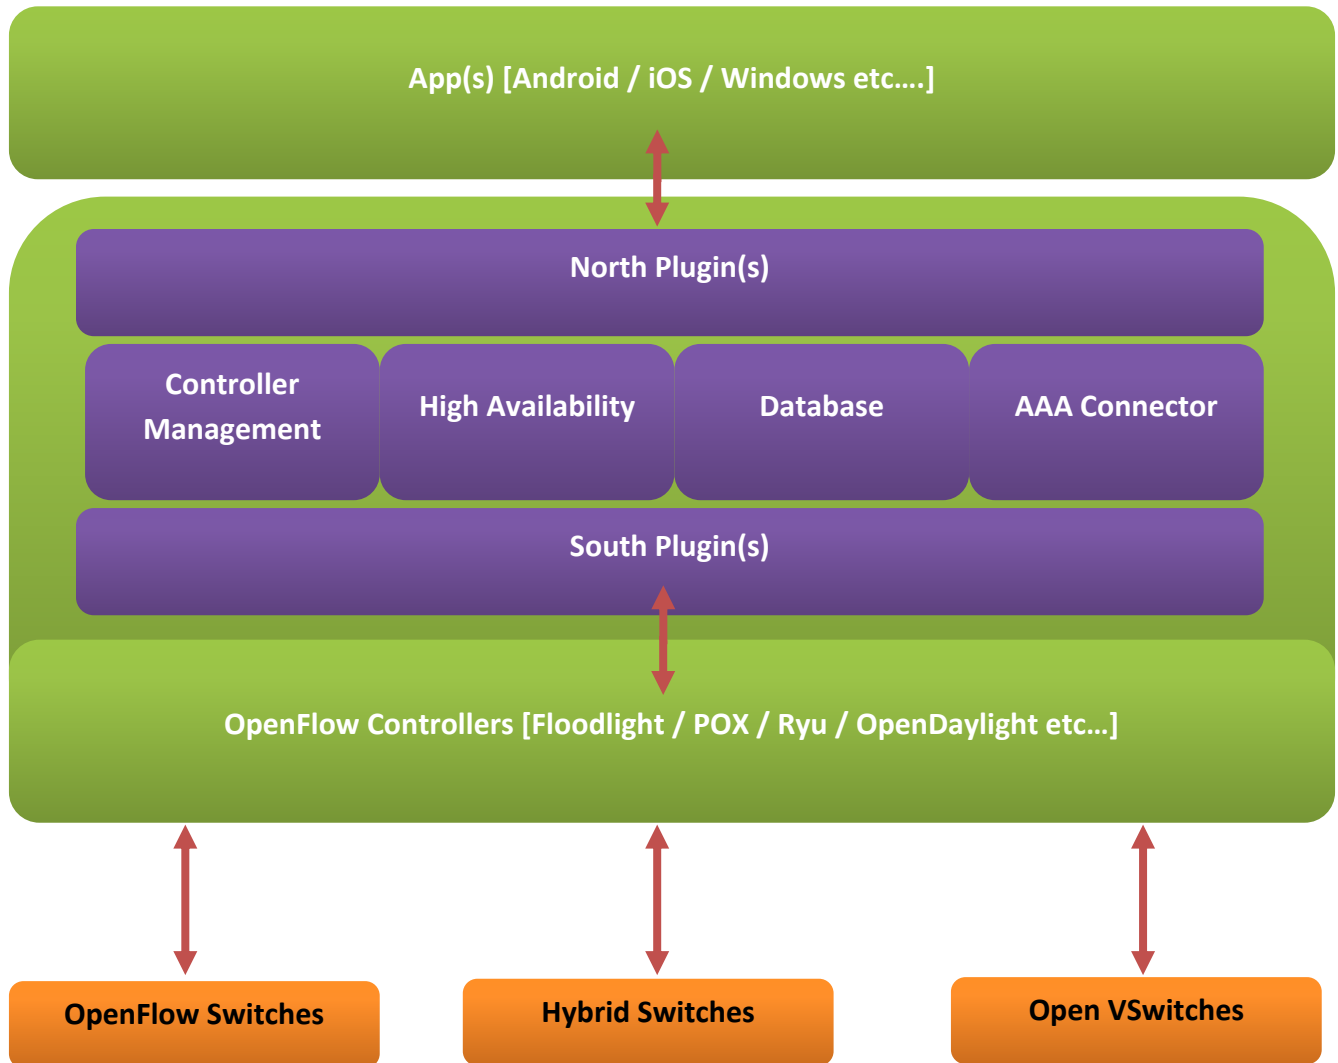 App(s) [Android / iOS / Windows etc….]
North Plugin(s)
Controller
Management
High Availability
Database
AAA Connector
South Plugin(s)
OpenFlow Controllers [Floodlight / POX / Ryu / OpenDaylight etc…]
OpenFlow Switches
Hybrid Switches
Open VSwitches